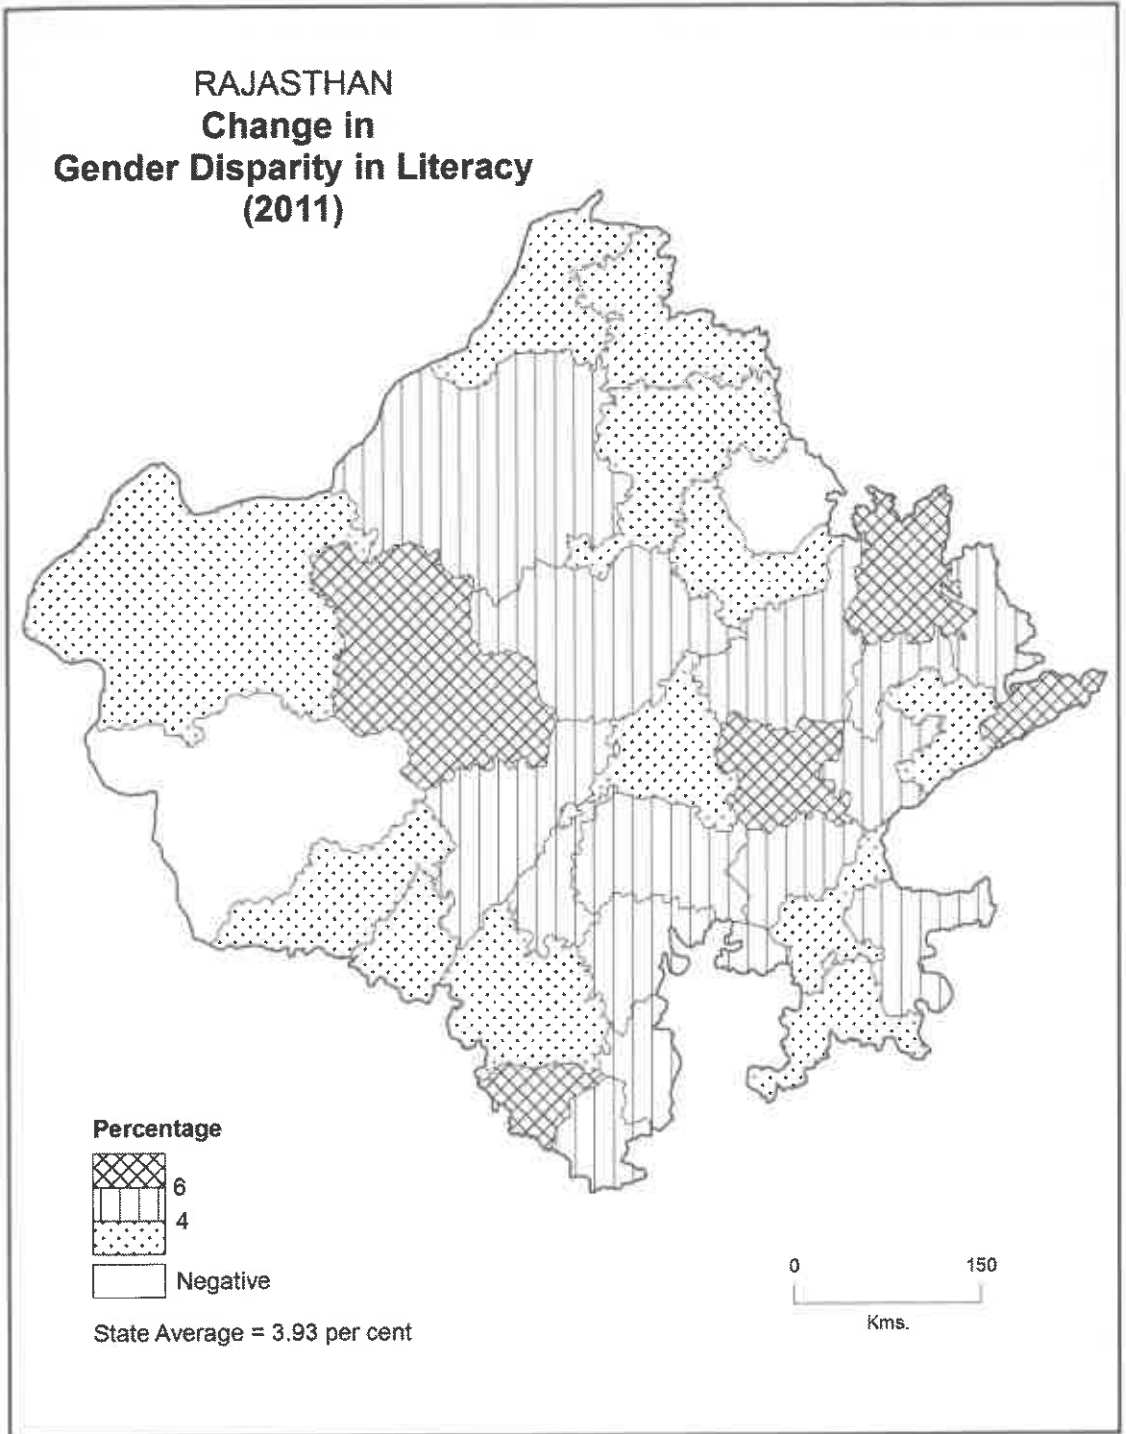 RAJASTHAN
Change in
Gender Disparity in Literacy
(2011)
Percentage
6
4
Negative
State Average = 3.93 per cent
0 150
Kms.